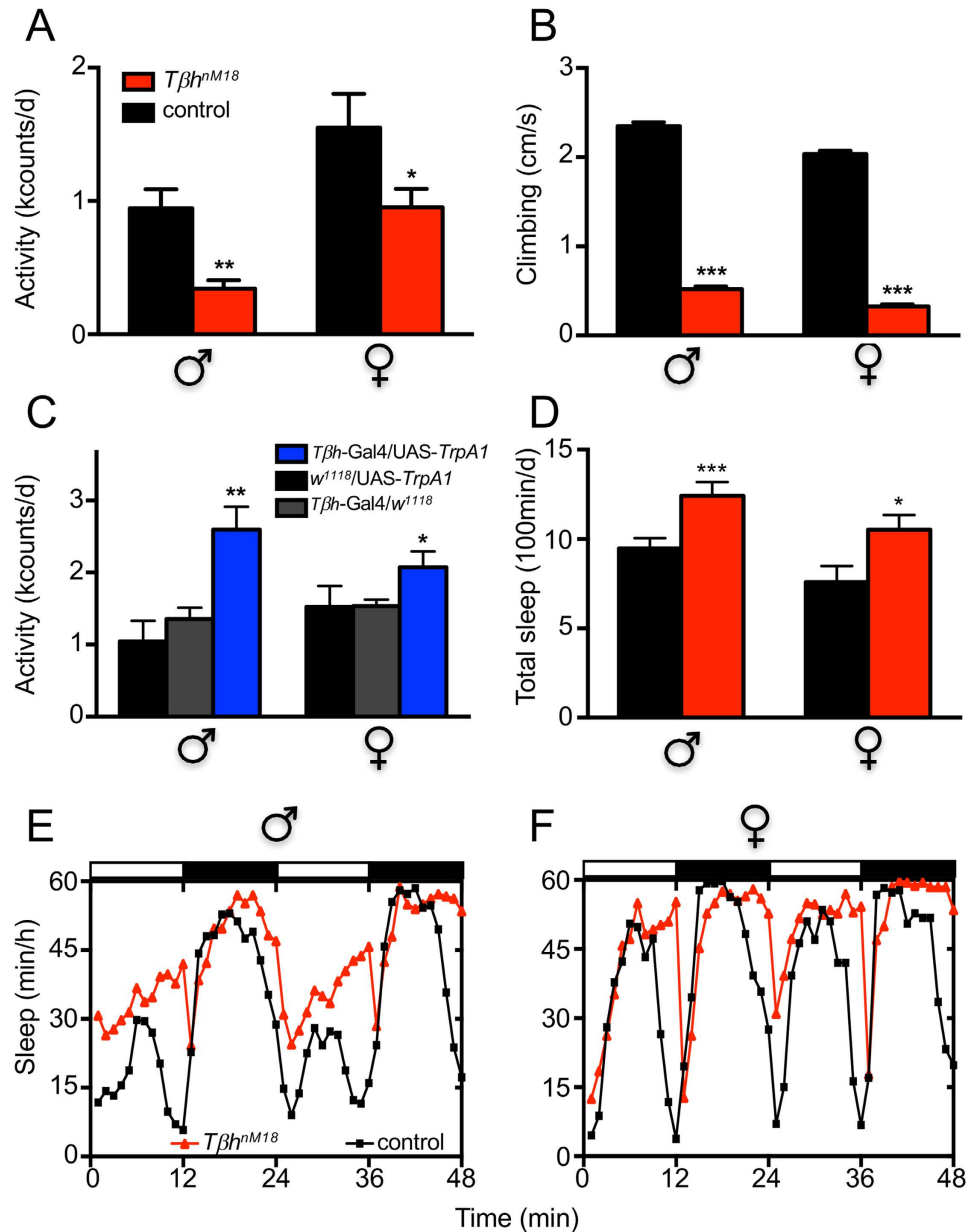 A
Activity (kcounts/d)
2
1
0
Tβh^nM18
control
**
*
♂ ♀
B
Climbing (cm/s)
3
2
1
0
***
***
♂ ♀
C
Activity (kcounts/d)
3
2
1
0
Tβh-Gal4/UAS-TrpA1
w^1118/UAS-TrpA1
Tβh-Gal4/w^1118
**
*
♂ ♀
D
Total sleep (100min/d)
15
10
5
0
***
*
♂ ♀
E ♂
Sleep (min/h)
60
45
30
15
0
Tβh^nM18 control
0 12 24 36 48
F ♀
60
45
30
15
0
0 12 24 36 48
Time (min)